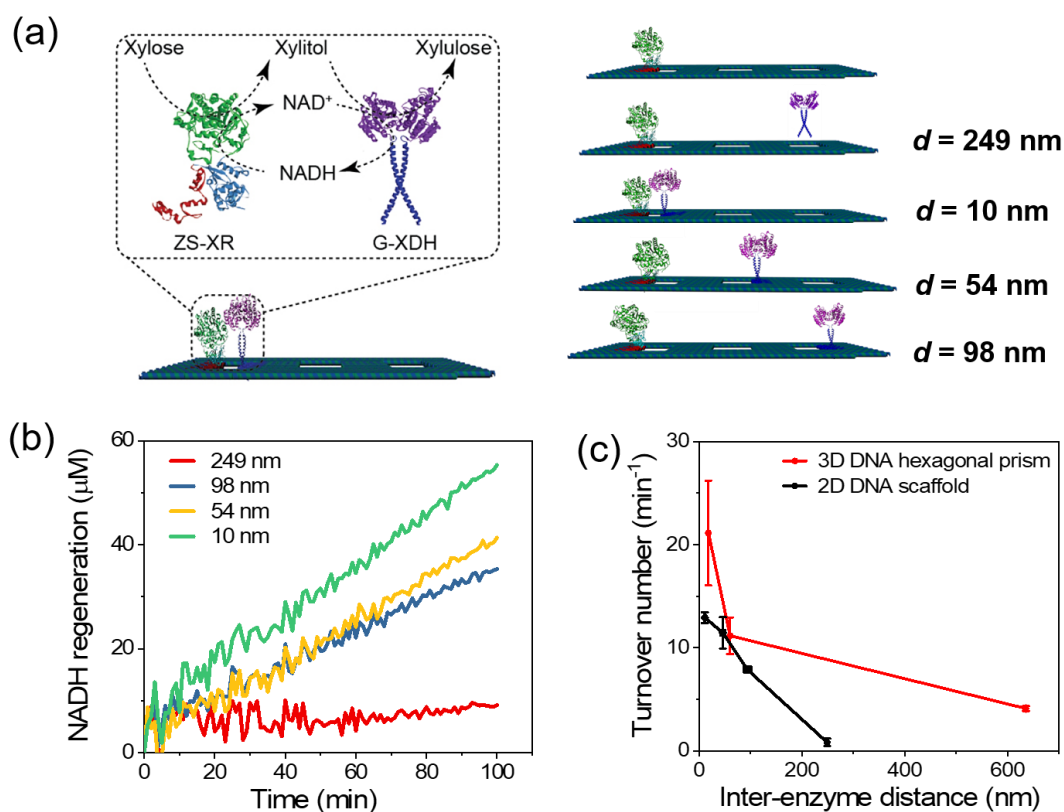 (a)
Xylose Xylitol Xylulose
NAD⁺
NADH
ZS-XR G-XDH
d = 249 nm
d = 10 nm
d = 54 nm
d = 98 nm
(b)
NADH regeneration (μM)
60
40
20
0
249 nm
98 nm
54 nm
10 nm
0 20 40 60 80 100
Time (min)
(c)
Turnover number (min⁻¹)
30
20
10
0
3D DNA hexagonal prism
2D DNA scaffold
0 200 400 600
Inter-enzyme distance (nm)